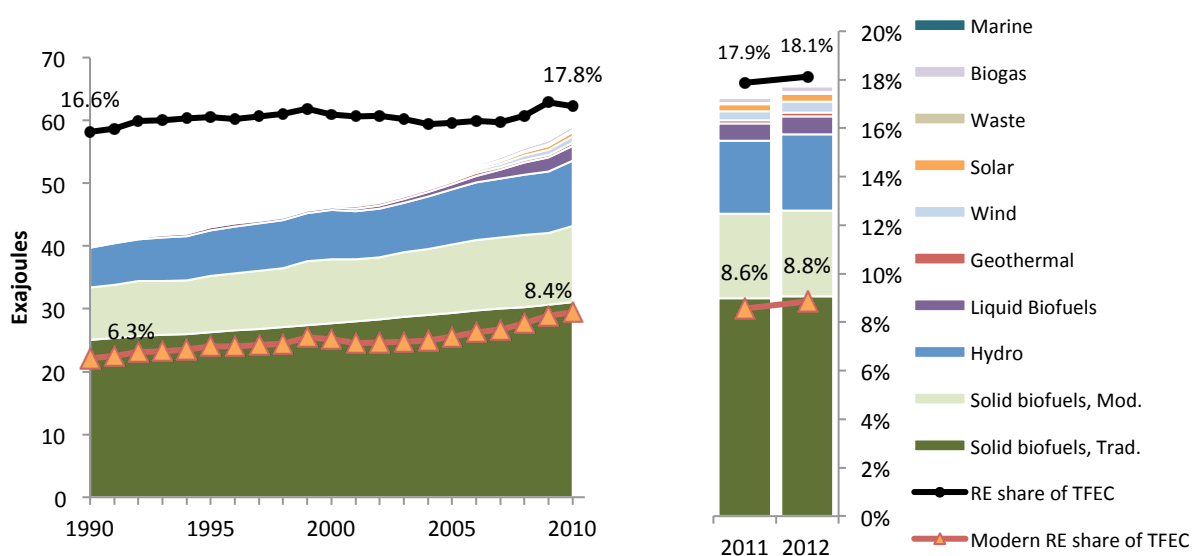 Exajoules
70
60
50
40
30
20
10
0
1990
1995
2000
2005
2010
16.6%
17.8%
6.3%
8.4%
17.9%
18.1%
8.6%
8.8%
2011
2012
20%
18%
16%
14%
12%
10%
8%
6%
4%
2%
0%
Marine
Biogas
Waste
Solar
Wind
Geothermal
Liquid Biofuels
Hydro
Solid biofuels, Mod.
Solid biofuels, Trad.
RE share of TFEC
Modern RE share of TFEC